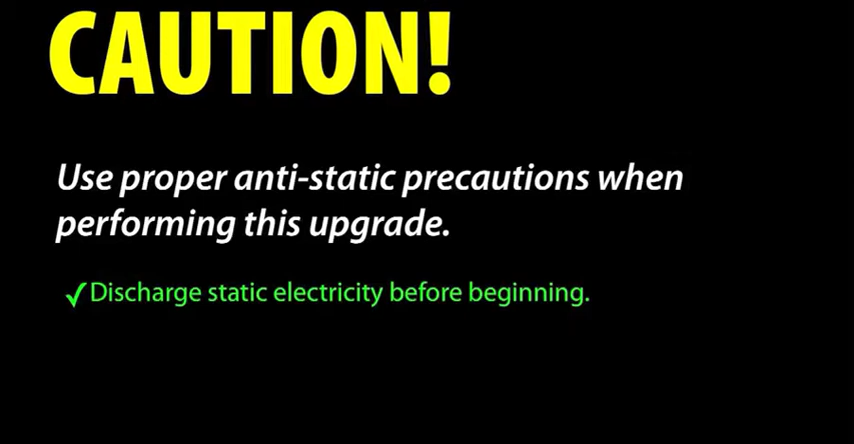 CAUTION!
Use proper anti-static precautions when
performing this upgrade.
✓Discharge static electricity before beginning.